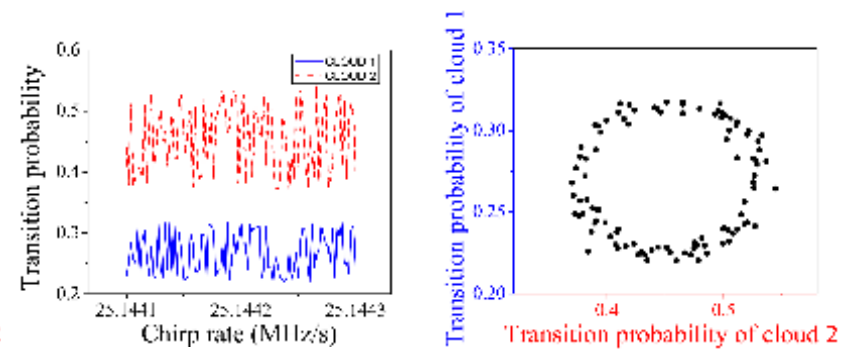 0.6
0.5
0.4
0.3
0.2
Transition probability
CLOUD 1
CLOUD 2
25.1441
25.1442
25.1443
Chirp rate (MHz/s)
Transition probability of cloud 1
0.35
0.30
0.25
0.20
0.4
0.5
Transition probability of cloud 2